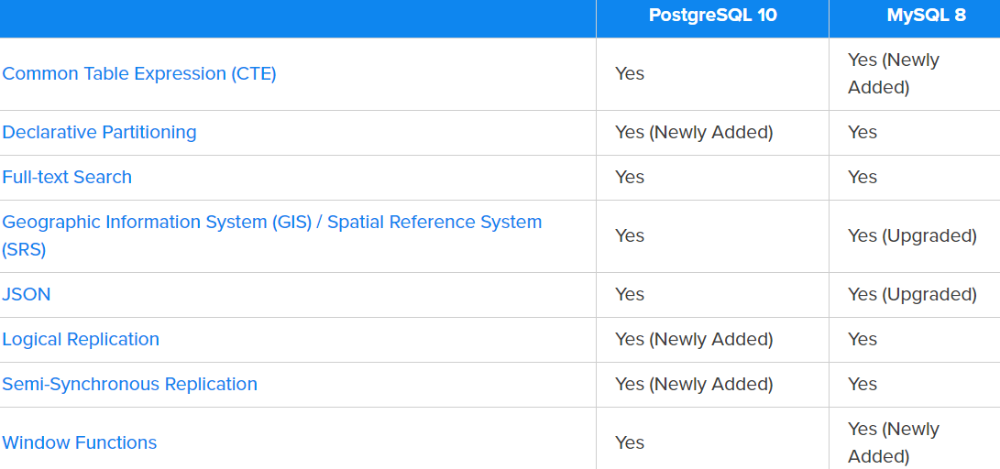 PostgreSQL 10 MySQL 8
Common Table Expression (CTE) Yes Yes (Newly
Added)
Declarative Partitioning Yes (Newly Added) Yes
Full-text Search Yes Yes
Geographic Information System (GIS) / Spatial Reference System
(SRS) Yes Yes (Upgraded)
JSON Yes Yes (Upgraded)
Logical Replication Yes (Newly Added) Yes
Semi-Synchronous Replication Yes (Newly Added) Yes
Window Functions Yes Yes (Newly
Added)